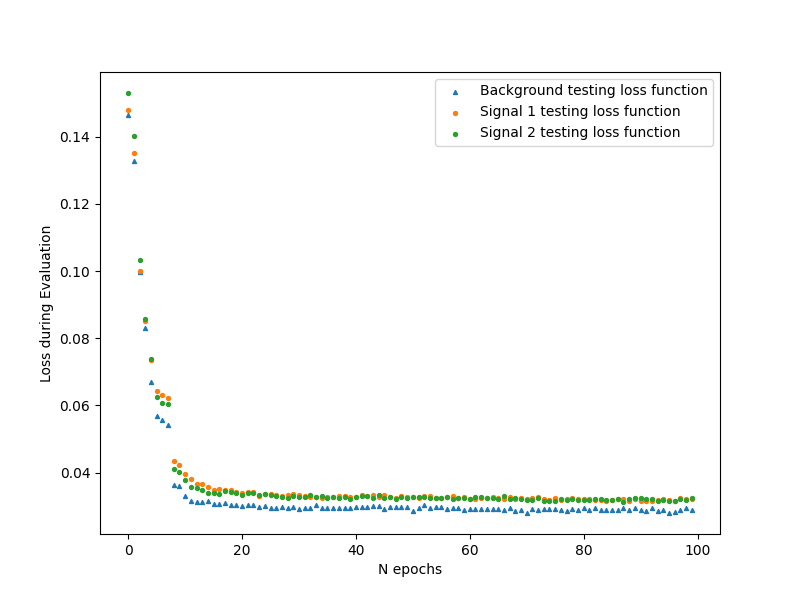 Background testing loss function
Signal 1 testing loss function
Signal 2 testing loss function
0.14
0.12
0.10
0.08
0.06
0.04
Loss during Evaluation
0
20
40
60
80
100
N epochs